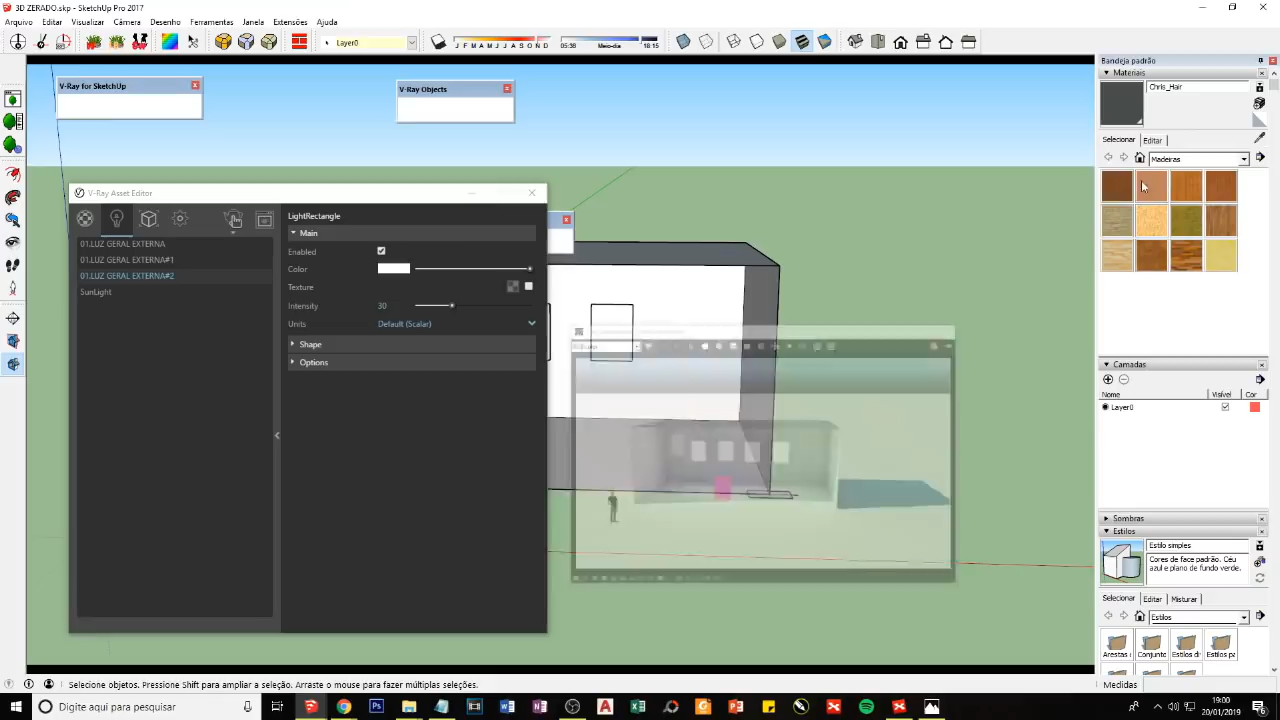 3D ZERADO.skp - SketchUp Pro 2017
Arquivo Editar Visualizar Câmera Desenho Ferramentas Janela Extensões Ajuda
Layer0
J F M A M J J A S O N D
05:38 Meio-dia 18:15
V-Ray for SketchUp
V-Ray Objects
V-Ray Asset Editor
LightRectangle
01.LUZ GERAL EXTERNA
01.LUZ GERAL EXTERNA#1
01.LUZ GERAL EXTERNA#2
SunLight
Main
Enabled
Color
Texture
Intensity 30
Units Default (Scalar)
Shape
Options
Bandeja padrão
Materiais
Chris_Hair
Selecionar Editar
Madeiras
Camadas
Nome Visível Cor
Layer0
Sombras
Estilos
Estilo simples
Cores de face padrão. Céu
azul e plano de fundo verde.
Selecionar Editar Misturar
Estilos
Arestas Conjunto Estilos di Estilos pa
Medidas
Selecione objetos. Pressione Shift para ampliar a seleção. Arraste o mouse para fazer múltiplas seleções.
Digite aqui para pesquisar
19:00